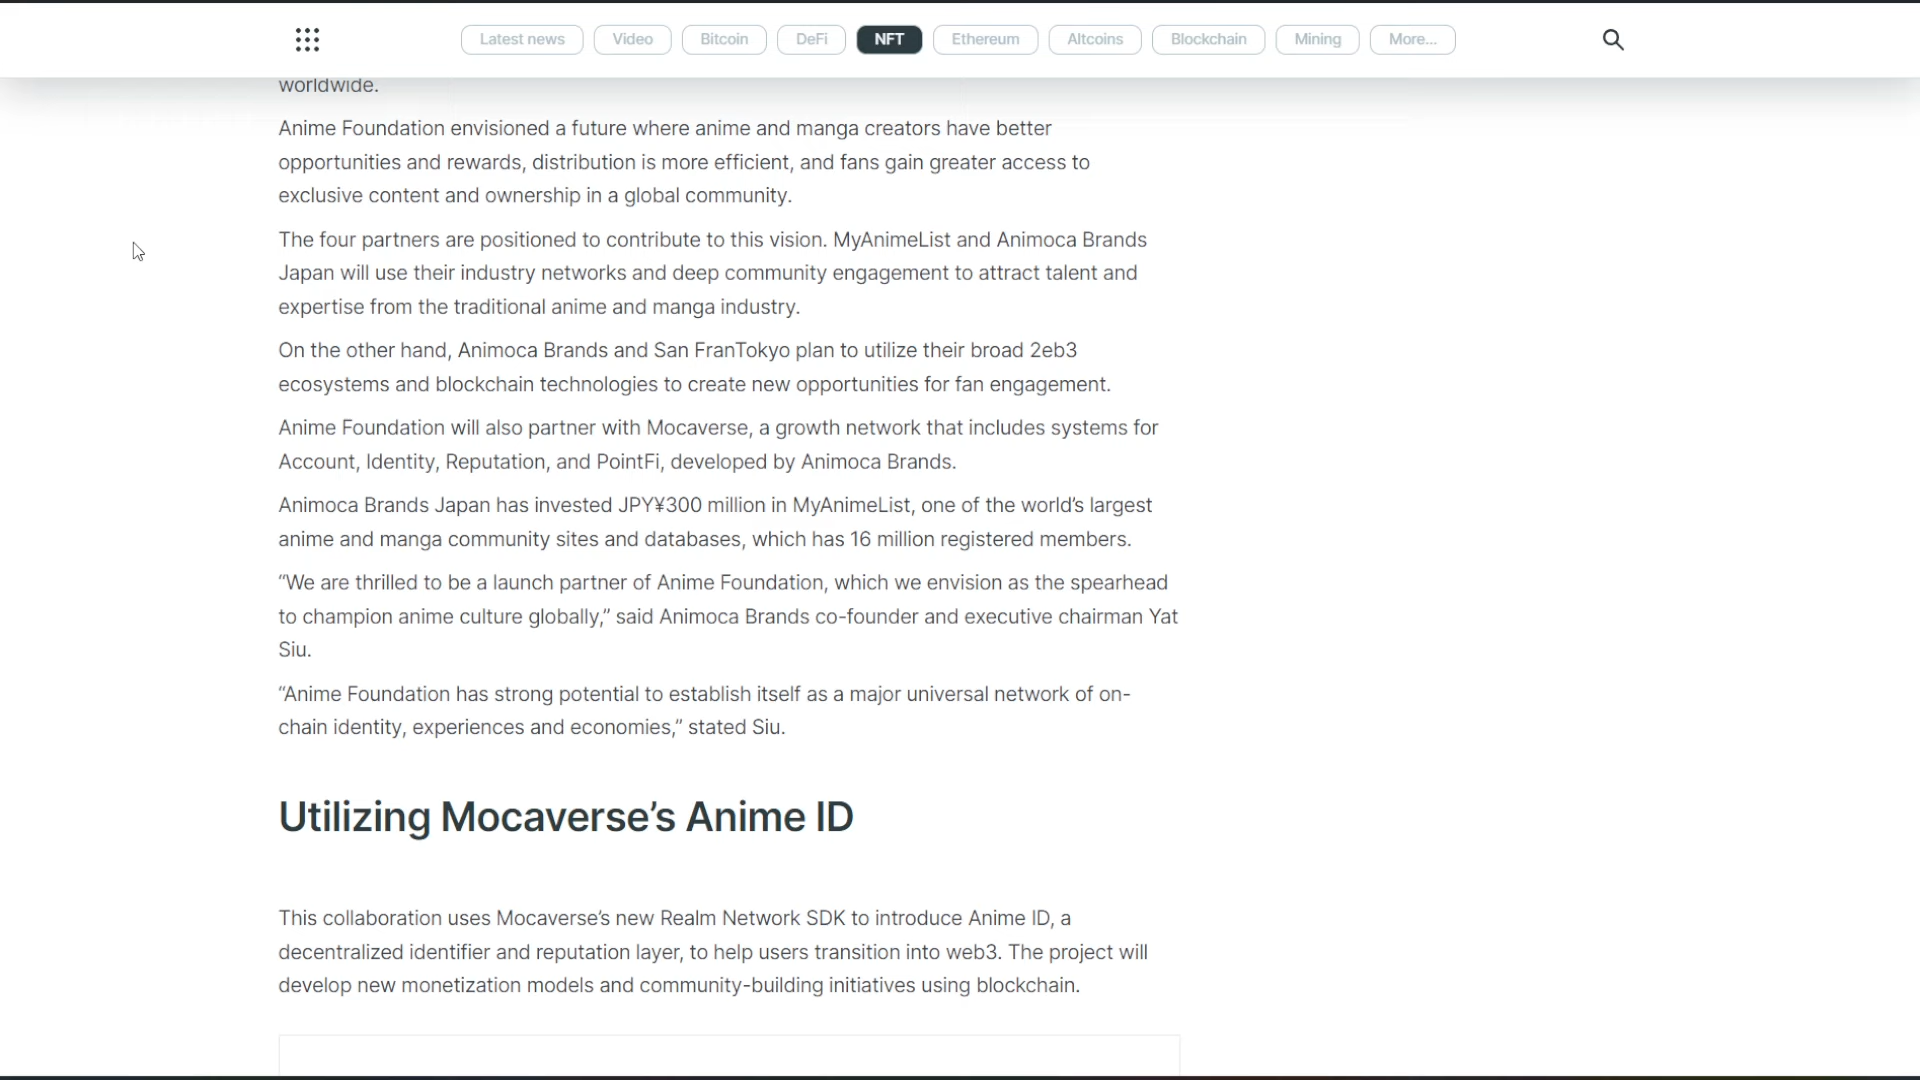 Latest news Video Bitcoin DeFi NFT Ethereum Altcoins Blockchain Mining More...
worldwide.
Anime Foundation envisioned a future where anime and manga creators have better
opportunities and rewards, distribution is more efficient, and fans gain greater access to
exclusive content and ownership in a global community.
The four partners are positioned to contribute to this vision. MyAnimeList and Animoca Brands
Japan will use their industry networks and deep community engagement to attract talent and
expertise from the traditional anime and manga industry.
On the other hand, Animoca Brands and San FranTokyo plan to utilize their broad 2eb3
ecosystems and blockchain technologies to create new opportunities for fan engagement.
Anime Foundation will also partner with Mocaverse, a growth network that includes systems for
Account, Identity, Reputation, and PointFi, developed by Animoca Brands.
Animoca Brands Japan has invested JPY¥300 million in MyAnimeList, one of the world’s largest
anime and manga community sites and databases, which has 16 million registered members.
“We are thrilled to be a launch partner of Anime Foundation, which we envision as the spearhead
to champion anime culture globally,” said Animoca Brands co-founder and executive chairman Yat
Siu.
“Anime Foundation has strong potential to establish itself as a major universal network of on-
chain identity, experiences and economies,” stated Siu.
Utilizing Mocaverse’s Anime ID
This collaboration uses Mocaverse’s new Realm Network SDK to introduce Anime ID, a
decentralized identifier and reputation layer, to help users transition into web3. The project will
develop new monetization models and community-building initiatives using blockchain.